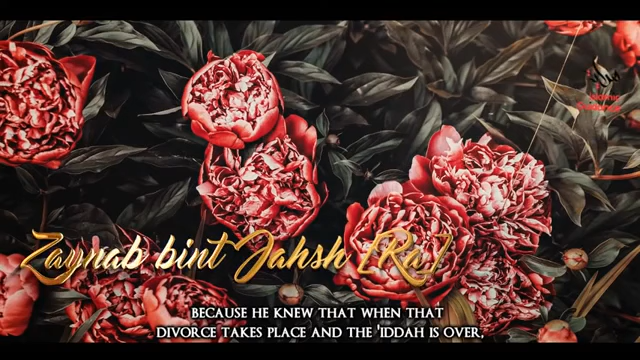 Zaynab bint Jahsh [Ra]
BECAUSE HE KNEW THAT WHEN THAT
DIVORCE TAKES PLACE AND THE 'IDDAH IS OVER,